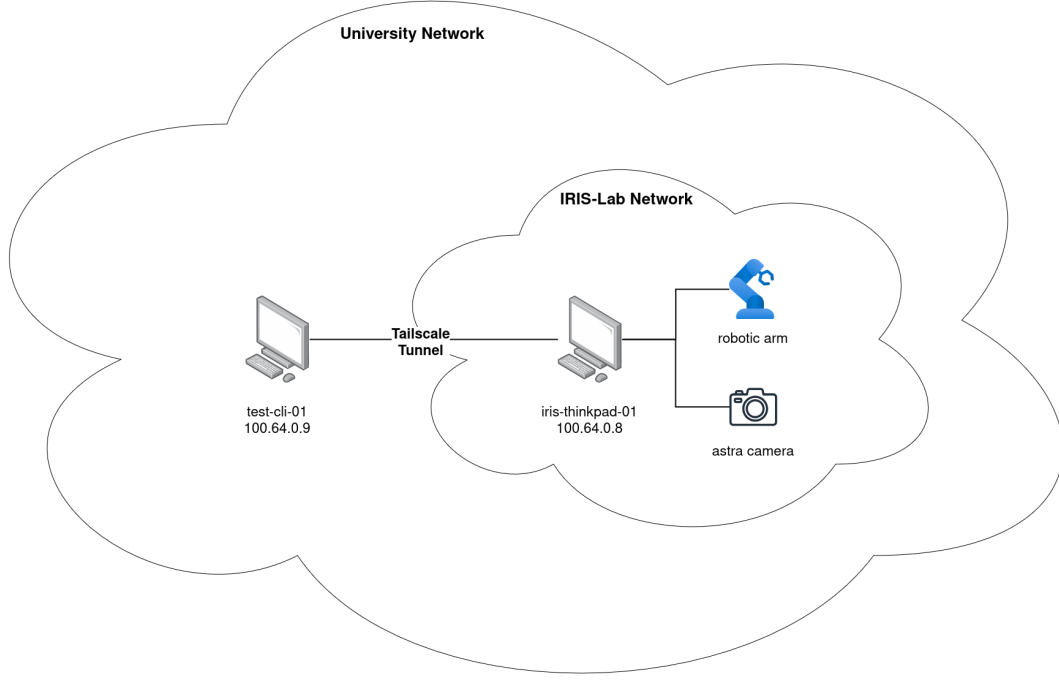 University Network
IRIS-Lab Network
Tailscale
Tunnel
robotic arm
test-cli-01
100.64.0.9
iris-thinkpad-01
100.64.0.8
astra camera